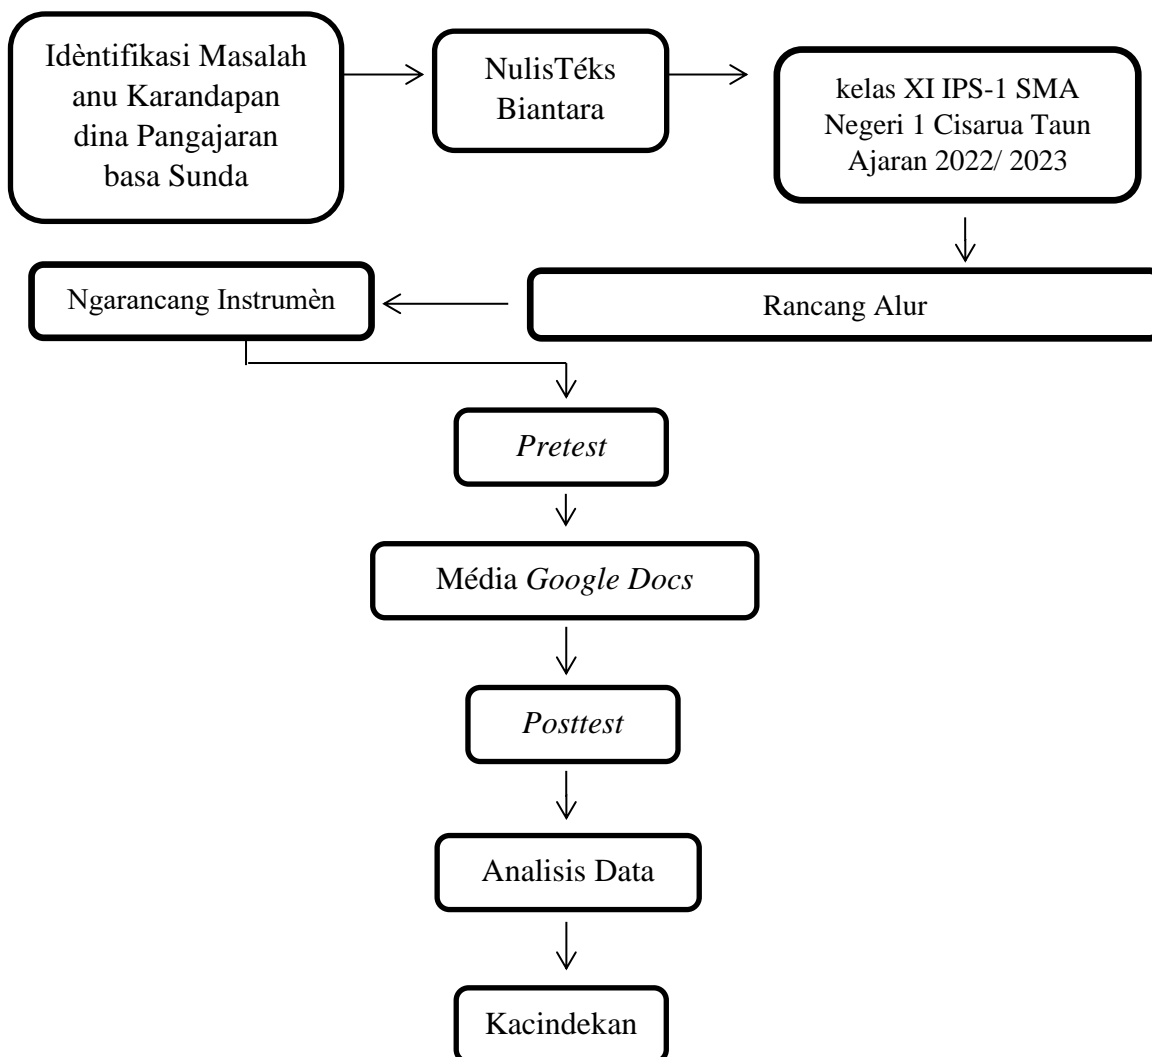 Idèntifikasi Masalah
anu Karandapan
dina Pangajaran
basa Sunda
NulisTéks
Biantara
kelas XI IPS-1 SMA
Negeri 1 Cisarua Taun
Ajaran 2022/ 2023
Ngarancang Instrumèn
Rancang Alur
Pretest
Média Google Docs
Posttest
Analisis Data
Kacindekan